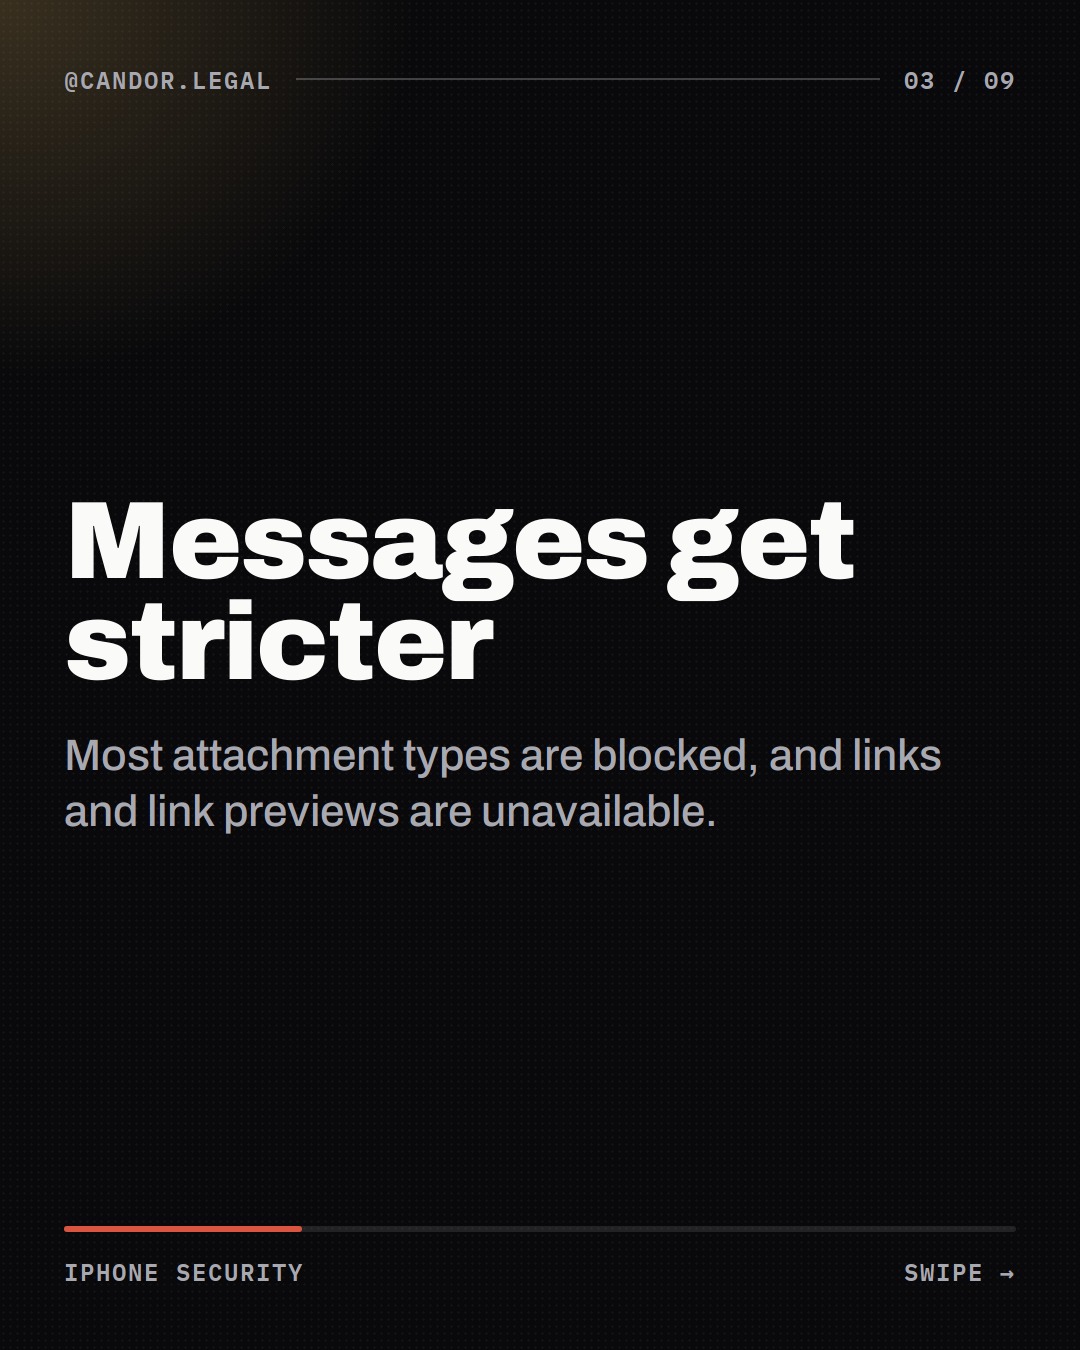 @CANDOR.LEGAL
03 / 09
Messages get
stricter
Most attachment types are blocked, and links
and link previews are unavailable.
IPHONE SECURITY
SWIPE →